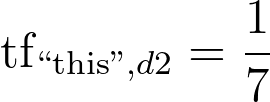 tf“this”,d2 = 1/7